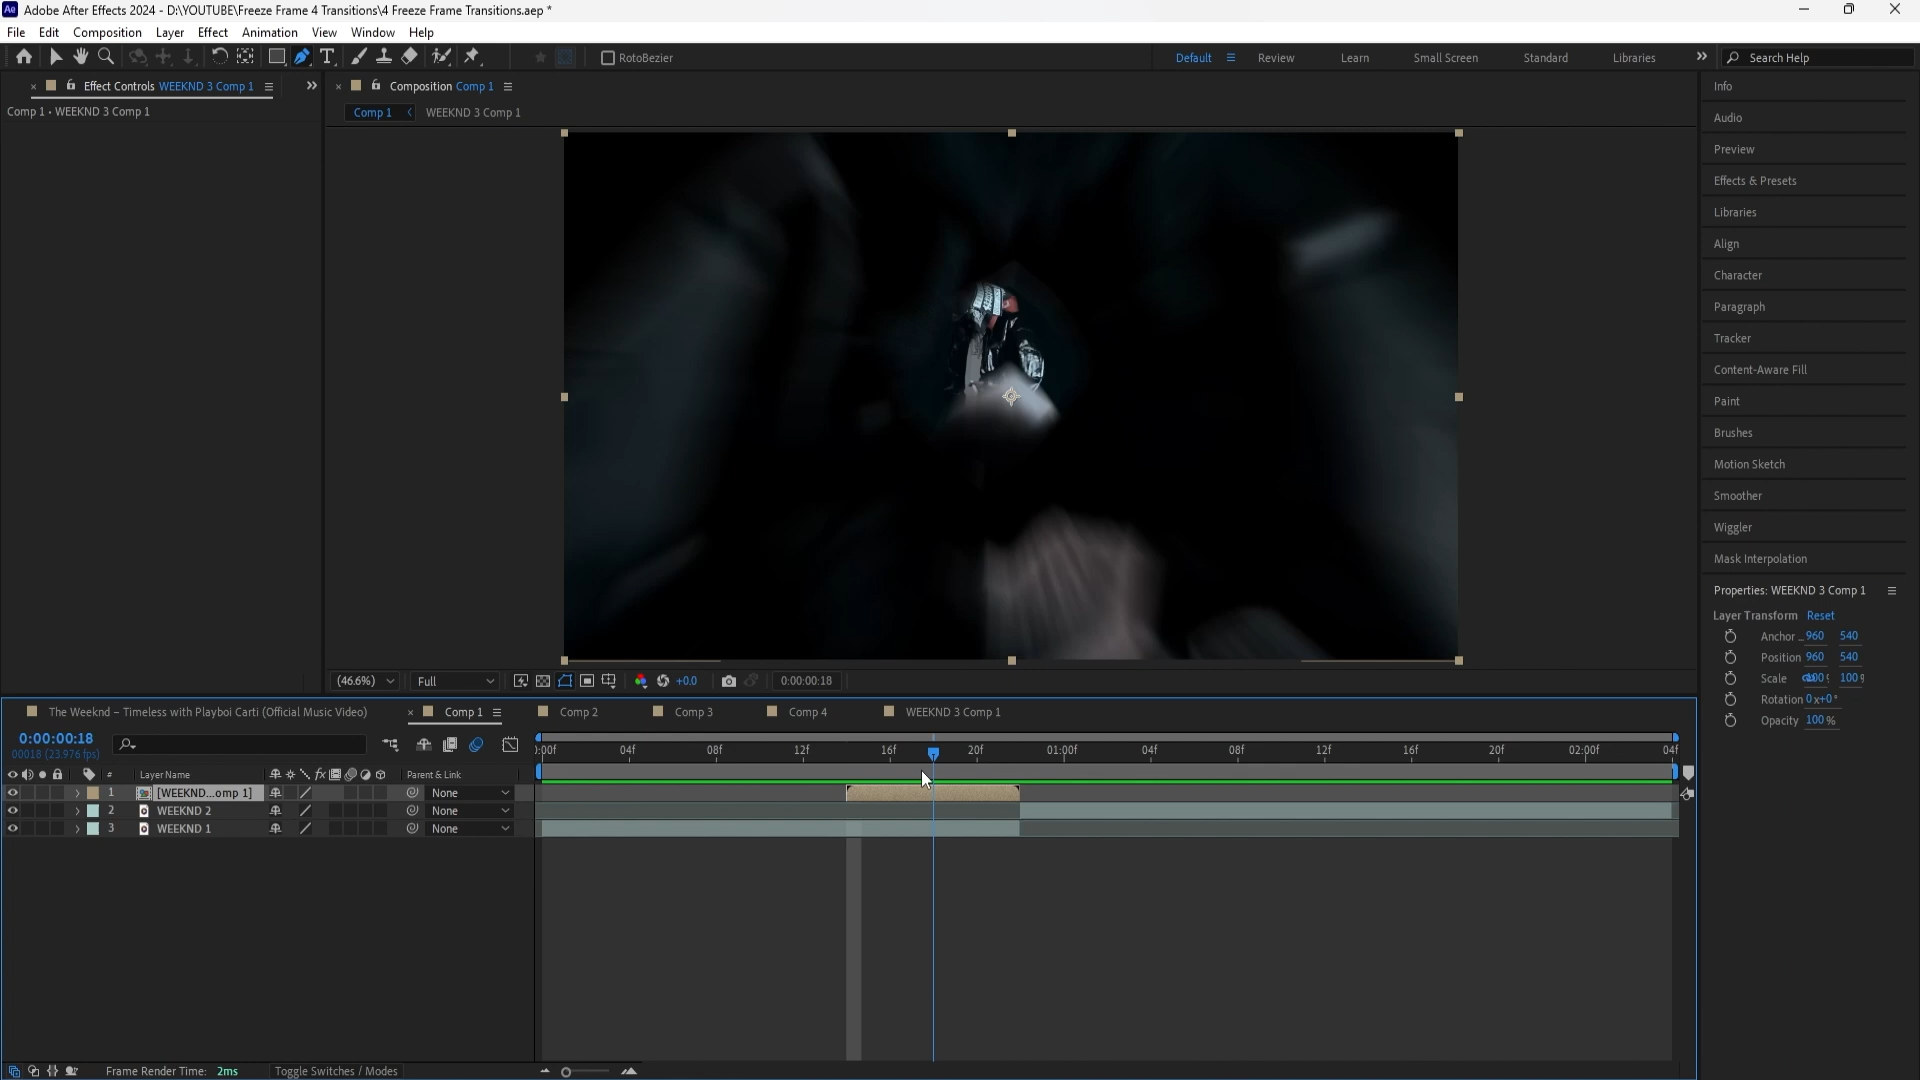 Adobe After Effects 2024 - D:\YOUTUBE\Freeze Frame 4 Transitions\4 Freeze Frame Transitions.aep *
File Edit Composition Layer Effect Animation View Window Help
RotoBezier
Default Review Learn Small Screen Standard Libraries Search Help
Effect Controls WEEKND 3 Comp 1
Comp 1 • WEEKND 3 Comp 1
Composition Comp 1
Comp 1 WEEKND 3 Comp 1
Info
Audio
Preview
Effects & Presets
Libraries
Align
Character
Paragraph
Tracker
Content-Aware Fill
Paint
Brushes
Motion Sketch
Smoother
Wiggler
Mask Interpolation
Properties: WEEKND 3 Comp 1
Layer Transform Reset
Anchor .. 960 540
Position 960 540
Scale 100 100
Rotation 0x+0°
Opacity 100 %
(46.6%) Full +0.0 0:00:00:18
The Weeknd – Timeless with Playboi Carti (Official Music Video) Comp 1 Comp 2 Comp 3 Comp 4 WEEKND 3 Comp 1
0:00:00:18
00018 (23.976 fps)
:00f 04f 08f 12f 16f 20f 01:00f 04f 08f 12f 16f 20f 02:00f 04f
# Layer Name fx Parent & Link
1 [WEEKND...omp 1] None
2 WEEKND 2 None
3 WEEKND 1 None
Frame Render Time: 2ms Toggle Switches / Modes